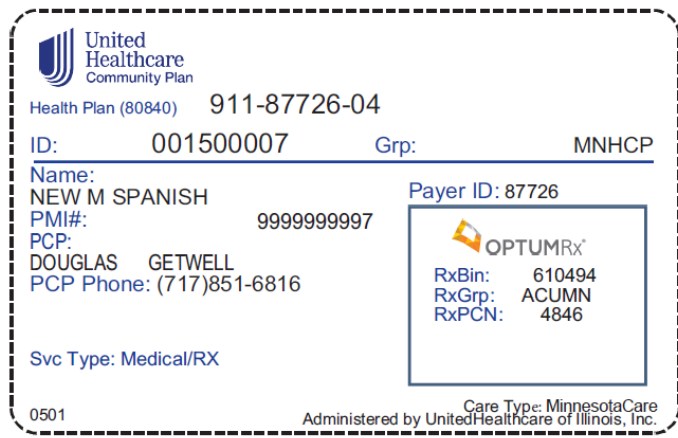 United
Healthcare
Community Plan
Health Plan (80840) 911-87726-04
ID: 001500007 Grp: MNHCP
Name:
NEW M SPANISH
Payer ID: 87726
PMI#: 9999999997
PCP:
DOUGLAS GETWELL
PCP Phone: (717)851-6816
OPTUMRx®
RxBin: 610494
RxGrp: ACUMN
RxPCN: 4846
Svc Type: Medical/RX
Care Type: MinnesotaCare
0501 Administered by UnitedHealthcare of Illinois, Inc.